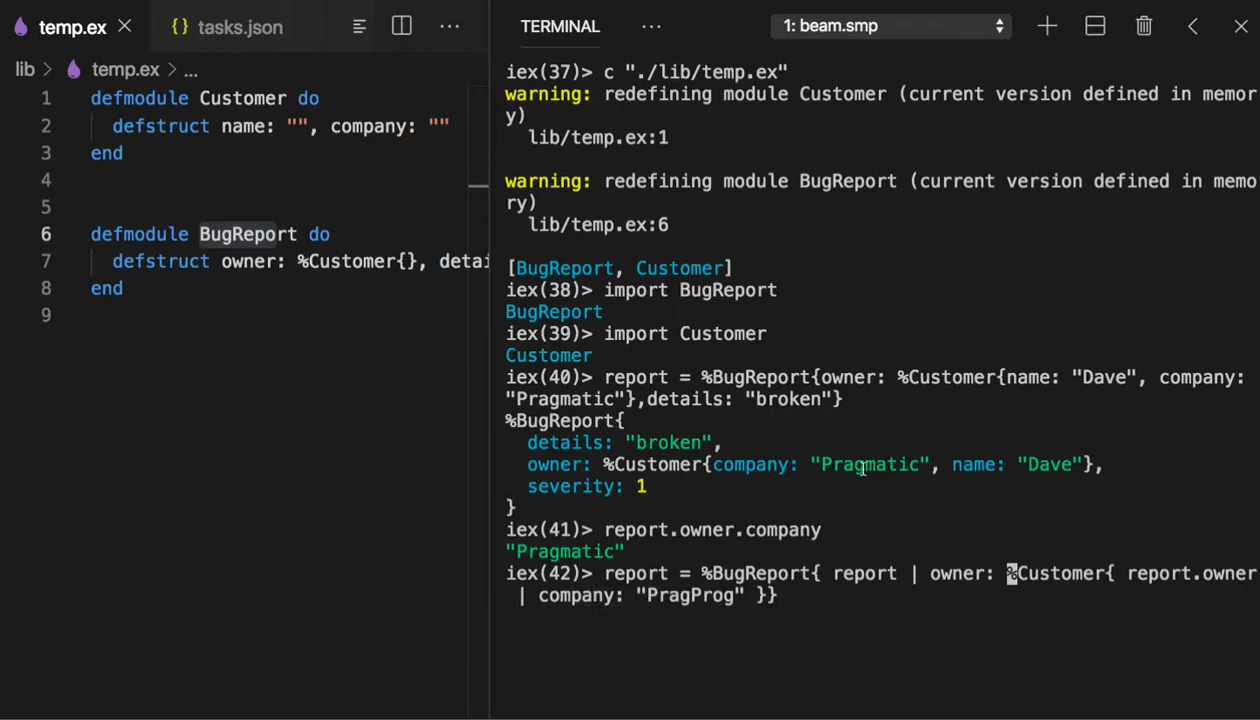 temp.ex
tasks.json
lib > temp.ex > ...
1 defmodule Customer do
2 defstruct name: "", company: ""
3 end
4
5
6 defmodule BugReport do
7 defstruct owner: %Customer{}, detai
8 end
9
TERMINAL
1: beam.smp
iex(37)> c "./lib/temp.ex"
warning: redefining module Customer (current version defined in memor
y)
lib/temp.ex:1
warning: redefining module BugReport (current version defined in memo
ry)
lib/temp.ex:6
[BugReport, Customer]
iex(38)> import BugReport
BugReport
iex(39)> import Customer
Customer
iex(40)> report = %BugReport{owner: %Customer{name: "Dave", company:
"Pragmatic"},details: "broken"}
%BugReport{
details: "broken",
owner: %Customer{company: "Pragmatic", name: "Dave"},
severity: 1
}
iex(41)> report.owner.company
"Pragmatic"
iex(42)> report = %BugReport{ report | owner: %Customer{ report.owner
| company: "PragProg" }}